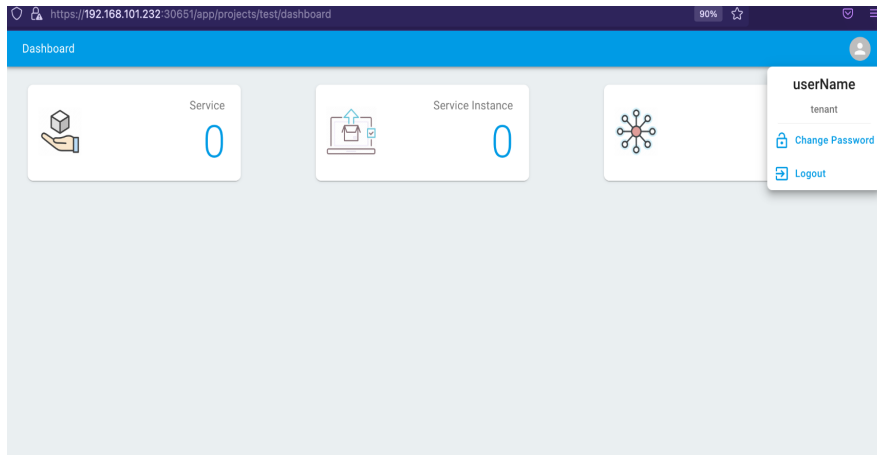 https://192.168.101.232:30651/app/projects/test/dashboard
90%
Dashboard
Service
0
Service Instance
0
userName
tenant
Change Password
Logout